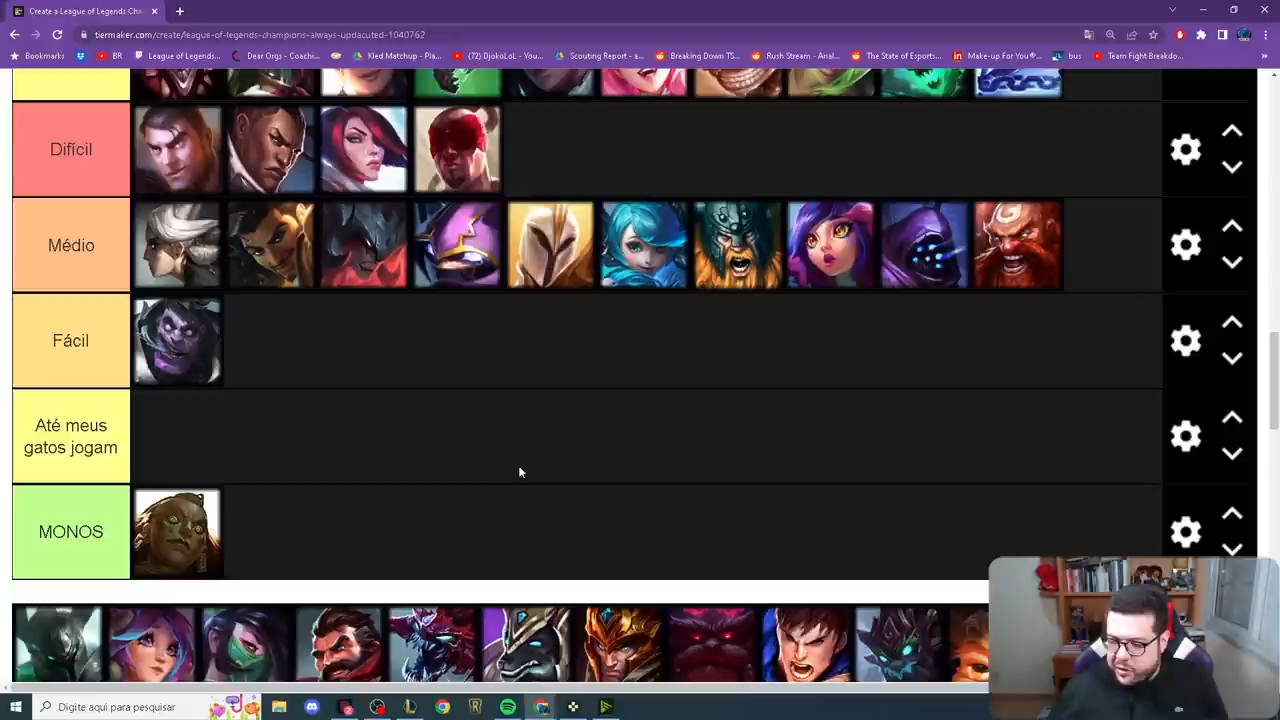 Create a League of Legends Cha
tiermaker.com/create/league-of-legends-champions-always-updacuted-1040762
Bookmarks
BR
League of Legends...
Dear Orgs - Coachi...
Kled Matchup - Pla...
(72) DjokoLoL - You...
Scouting Report - a...
Breaking Down TS...
Rush Stream - Anal...
The State of Esports...
Make-up For You ®...
bus
Team Fight Breakdo...
Difícil
Médio
Fácil
Até meus
gatos jogam
MONOS
Digite aqui para pesquisar